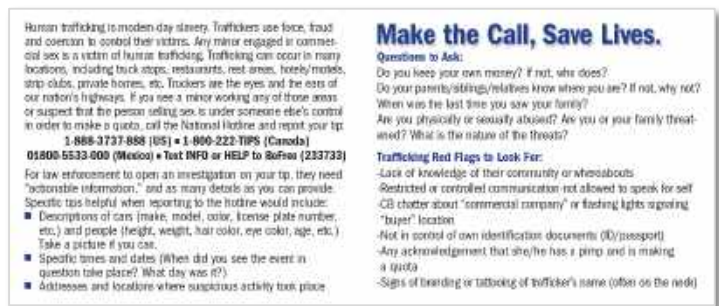 Human trafficking is modern-day slavery. Traffickers use force, fraud
and coercion to control their victims. Any minor engaged in commer-
cial sex is a victim of human trafficking. Trafficking can occur in many
locations, including truck stops, restaurants, rest areas, hotels/motels,
strip clubs, private homes, etc. Truckers are the eyes and the ears of
our nation's highways. If you see a minor working any of those areas
or suspect that the person selling sex is under someone else's control
in order to make a quota, call the National Hotline and report your tip:
1-888-3737-888 (US) • 1-800-222-TIPS (Canada)
01800-5533-000 (Mexico) • Text INFO or HELP to BeFree (233733)
For law enforcement to open an investigation on your tip, they need
"actionable information," and as many details as you can provide.
Specific tips helpful when reporting to the hotline would include:
■ Descriptions of cars (make, model, color, license plate number,
etc.) and people (height, weight, hair color, eye color, age, etc.)
Take a picture if you can.
■ Specific times and dates (When did you see the event in
question take place? What day was it?)
■ Addresses and locations where suspicious activity took place
Make the Call, Save Lives.
Questions to Ask:
Do you keep your own money? If not, who does?
Do your parents/siblings/relatives know where you are? If not, why not?
When was the last time you saw your family?
Are you physically or sexually abused? Are you or your family threat-
ened? What is the nature of the threats?
Trafficking Red Flags to Look For:
-Lack of knowledge of their community or whereabouts
-Restricted or controlled communication-not allowed to speak for self
-CB chatter about "commercial company" or flashing lights signaling
"buyer" location
-Not in control of own identification documents (ID/passport)
-Any acknowledgement that she/he has a pimp and is making
a quota
-Signs of branding or tattooing of trafficker's name (often on the neck)